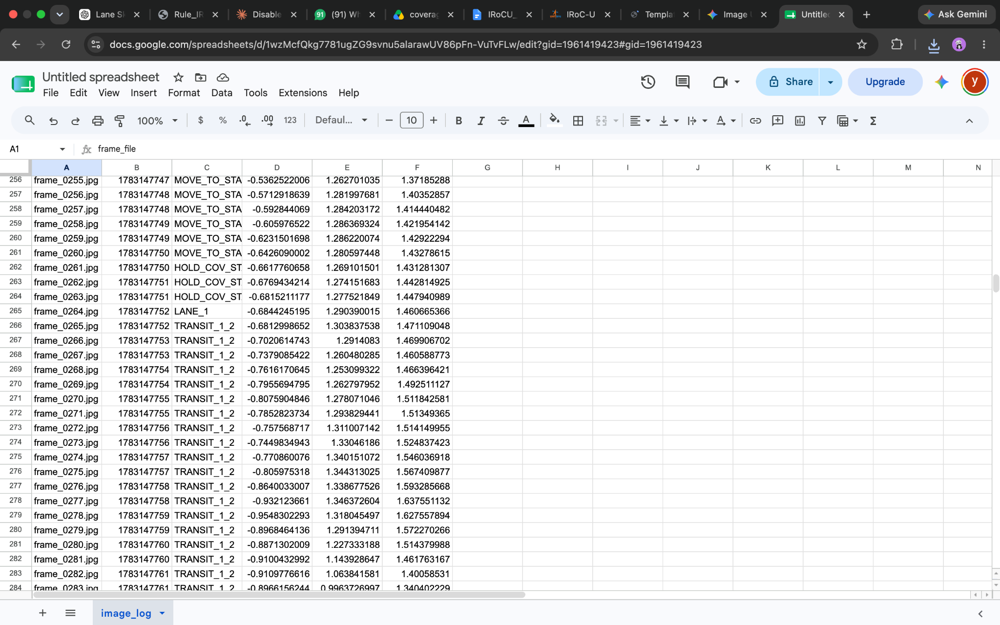 Lane S
Rule_IR
Disable
91
(91) Wh
covera
IRoCU_
IRoC-U
Templa
Image
Untitled
Ask Gemini
docs.google.com/spreadsheets/d/1wzMcfQkg7781ugZG9svnu5alarawUV86pFn-VuTvFLw/edit?gid=1961419423#gid=1961419423
Untitled spreadsheet
Share
Upgrade
y
File Edit View Insert Format Data Tools Extensions Help
100% $ % .0 .00 123 Defaul... 10 B I A Σ
A1 fx frame_file
A B C D E F G H I J K L M N
256 frame_0255.jpg 1783147747 MOVE_TO_STA -0.5362522006 1.262701035 1.37185288
257 frame_0256.jpg 1783147748 MOVE_TO_STA -0.5712918639 1.281997681 1.40352857
258 frame_0257.jpg 1783147748 MOVE_TO_STA -0.592844069 1.284203172 1.414440482
259 frame_0258.jpg 1783147749 MOVE_TO_STA -0.605976522 1.286369324 1.421954142
260 frame_0259.jpg 1783147749 MOVE_TO_STA -0.6231501698 1.286220074 1.42922294
261 frame_0260.jpg 1783147750 MOVE_TO_STA -0.6426090002 1.280597448 1.43278615
262 frame_0261.jpg 1783147750 HOLD_COV_ST -0.6617760658 1.269101501 1.431281307
263 frame_0262.jpg 1783147751 HOLD_COV_ST -0.6769434214 1.274151683 1.442814925
264 frame_0263.jpg 1783147751 HOLD_COV_ST -0.6815211177 1.277521849 1.447940989
265 frame_0264.jpg 1783147752 LANE_1 -0.6844245195 1.290390015 1.460665366
266 frame_0265.jpg 1783147752 TRANSIT_1_2 -0.6812998652 1.303837538 1.471109048
267 frame_0266.jpg 1783147753 TRANSIT_1_2 -0.7020614743 1.2914083 1.469906702
268 frame_0267.jpg 1783147753 TRANSIT_1_2 -0.7379085422 1.260480285 1.460588773
269 frame_0268.jpg 1783147754 TRANSIT_1_2 -0.7616170645 1.253099322 1.466396421
270 frame_0269.jpg 1783147754 TRANSIT_1_2 -0.7955694795 1.262797952 1.492511127
271 frame_0270.jpg 1783147755 TRANSIT_1_2 -0.8075904846 1.278071046 1.511842581
272 frame_0271.jpg 1783147755 TRANSIT_1_2 -0.7852823734 1.293829441 1.51349365
273 frame_0272.jpg 1783147756 TRANSIT_1_2 -0.757568717 1.311007142 1.514149955
274 frame_0273.jpg 1783147756 TRANSIT_1_2 -0.7449834943 1.33046186 1.524837423
275 frame_0274.jpg 1783147757 TRANSIT_1_2 -0.770860076 1.340151072 1.546036918
276 frame_0275.jpg 1783147757 TRANSIT_1_2 -0.805975318 1.344313025 1.567409877
277 frame_0276.jpg 1783147758 TRANSIT_1_2 -0.8640033007 1.338677526 1.593285668
278 frame_0277.jpg 1783147758 TRANSIT_1_2 -0.932123661 1.346372604 1.637551132
279 frame_0278.jpg 1783147759 TRANSIT_1_2 -0.9548302293 1.318045497 1.627557894
280 frame_0279.jpg 1783147759 TRANSIT_1_2 -0.8968464136 1.291394711 1.572270266
281 frame_0280.jpg 1783147760 TRANSIT_1_2 -0.8871302009 1.227333188 1.514379988
282 frame_0281.jpg 1783147760 TRANSIT_1_2 -0.9100432992 1.143928647 1.461763167
283 frame_0282.jpg 1783147761 TRANSIT_1_2 -0.9109776616 1.063841581 1.40058531
284 frame_0283.jpg 1783147761 TRANSIT_1_2 -0.8966156244 0.9963726997 1.340402229
image_log